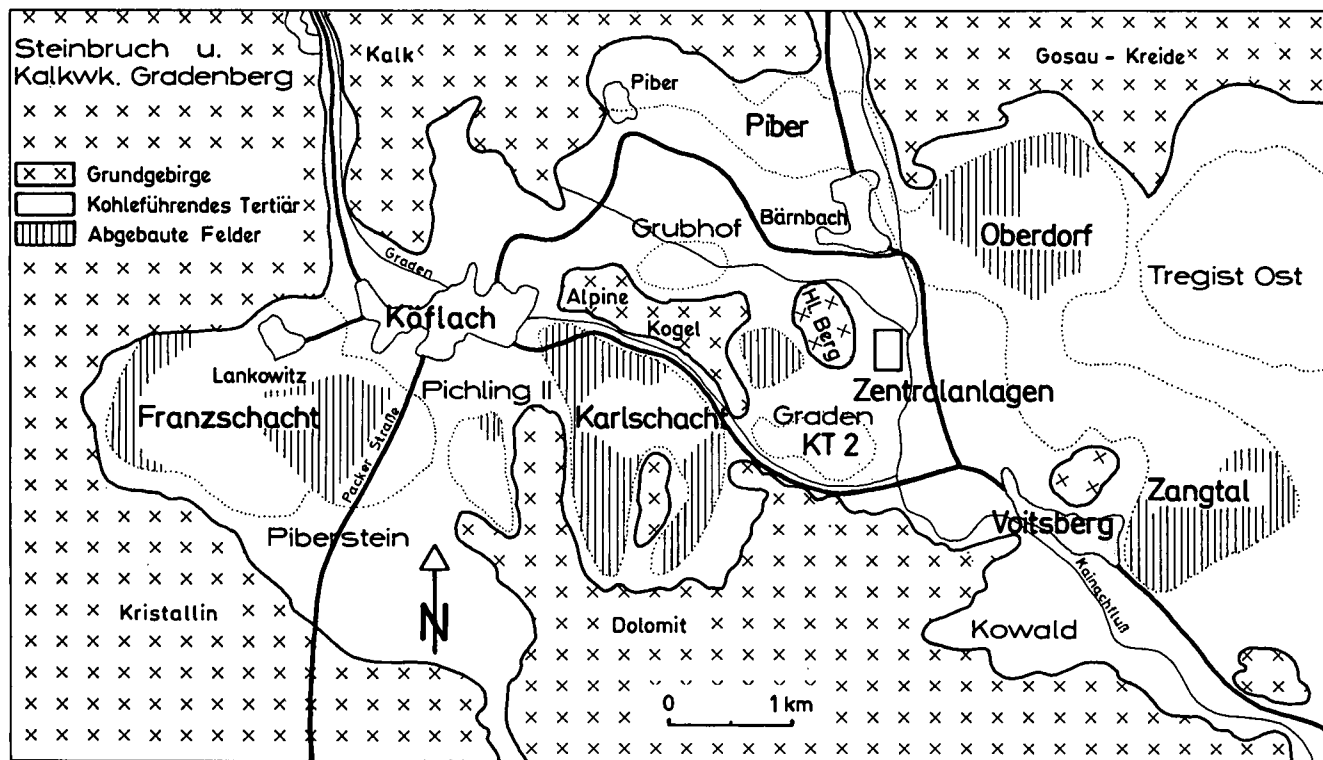 Steinbruch u.
Kalkwk. Gradenberg
Kalk
Gosau - Kreide
Piber
Piber
Grundgebirge
Kohleführendes Tertiär
Abgebaute Felder
Grubhof
Bärnbach
Oberdorf
Graden
Tregist Ost
Alpine
Kogel
HL. Berg
Köflach
Lankowitz
Zentralanlagen
Pichling II
Franzschacht
Karlschacht
Graden
KT 2
Packer Straße
Zangtal
Voitsberg
Piberstein
Kainachfluß
N
Kristallin
Dolomit
Kowald
0 1 km